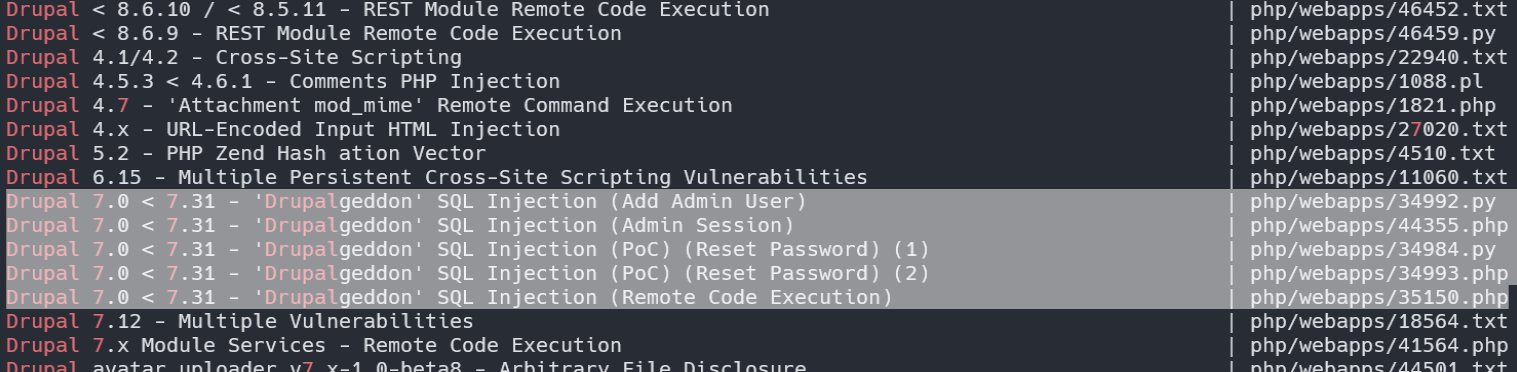 Drupal < 8.6.10 / < 8.5.11 - REST Module Remote Code Execution | php/webapps/46452.txt
Drupal < 8.6.9 - REST Module Remote Code Execution | php/webapps/46459.py
Drupal 4.1/4.2 - Cross-Site Scripting | php/webapps/22940.txt
Drupal 4.5.3 < 4.6.1 - Comments PHP Injection | php/webapps/1088.pl
Drupal 4.7 - 'Attachment mod_mime' Remote Command Execution | php/webapps/1821.php
Drupal 4.x - URL-Encoded Input HTML Injection | php/webapps/27020.txt
Drupal 5.2 - PHP Zend Hash ation Vector | php/webapps/4510.txt
Drupal 6.15 - Multiple Persistent Cross-Site Scripting Vulnerabilities | php/webapps/11060.txt
Drupal 7.0 < 7.31 - 'Drupalgeddon' SQL Injection (Add Admin User) | php/webapps/34992.py
Drupal 7.0 < 7.31 - 'Drupalgeddon' SQL Injection (Admin Session) | php/webapps/44355.php
Drupal 7.0 < 7.31 - 'Drupalgeddon' SQL Injection (PoC) (Reset Password) (1) | php/webapps/34984.py
Drupal 7.0 < 7.31 - 'Drupalgeddon' SQL Injection (PoC) (Reset Password) (2) | php/webapps/34993.php
Drupal 7.0 < 7.31 - 'Drupalgeddon' SQL Injection (Remote Code Execution) | php/webapps/35150.php
Drupal 7.12 - Multiple Vulnerabilities | php/webapps/18564.txt
Drupal 7.x Module Services - Remote Code Execution | php/webapps/41564.php
Drupal avatar_uploader v7.x-1.0-beta8 - Arbitrary File Disclosure | php/webapps/44501.txt